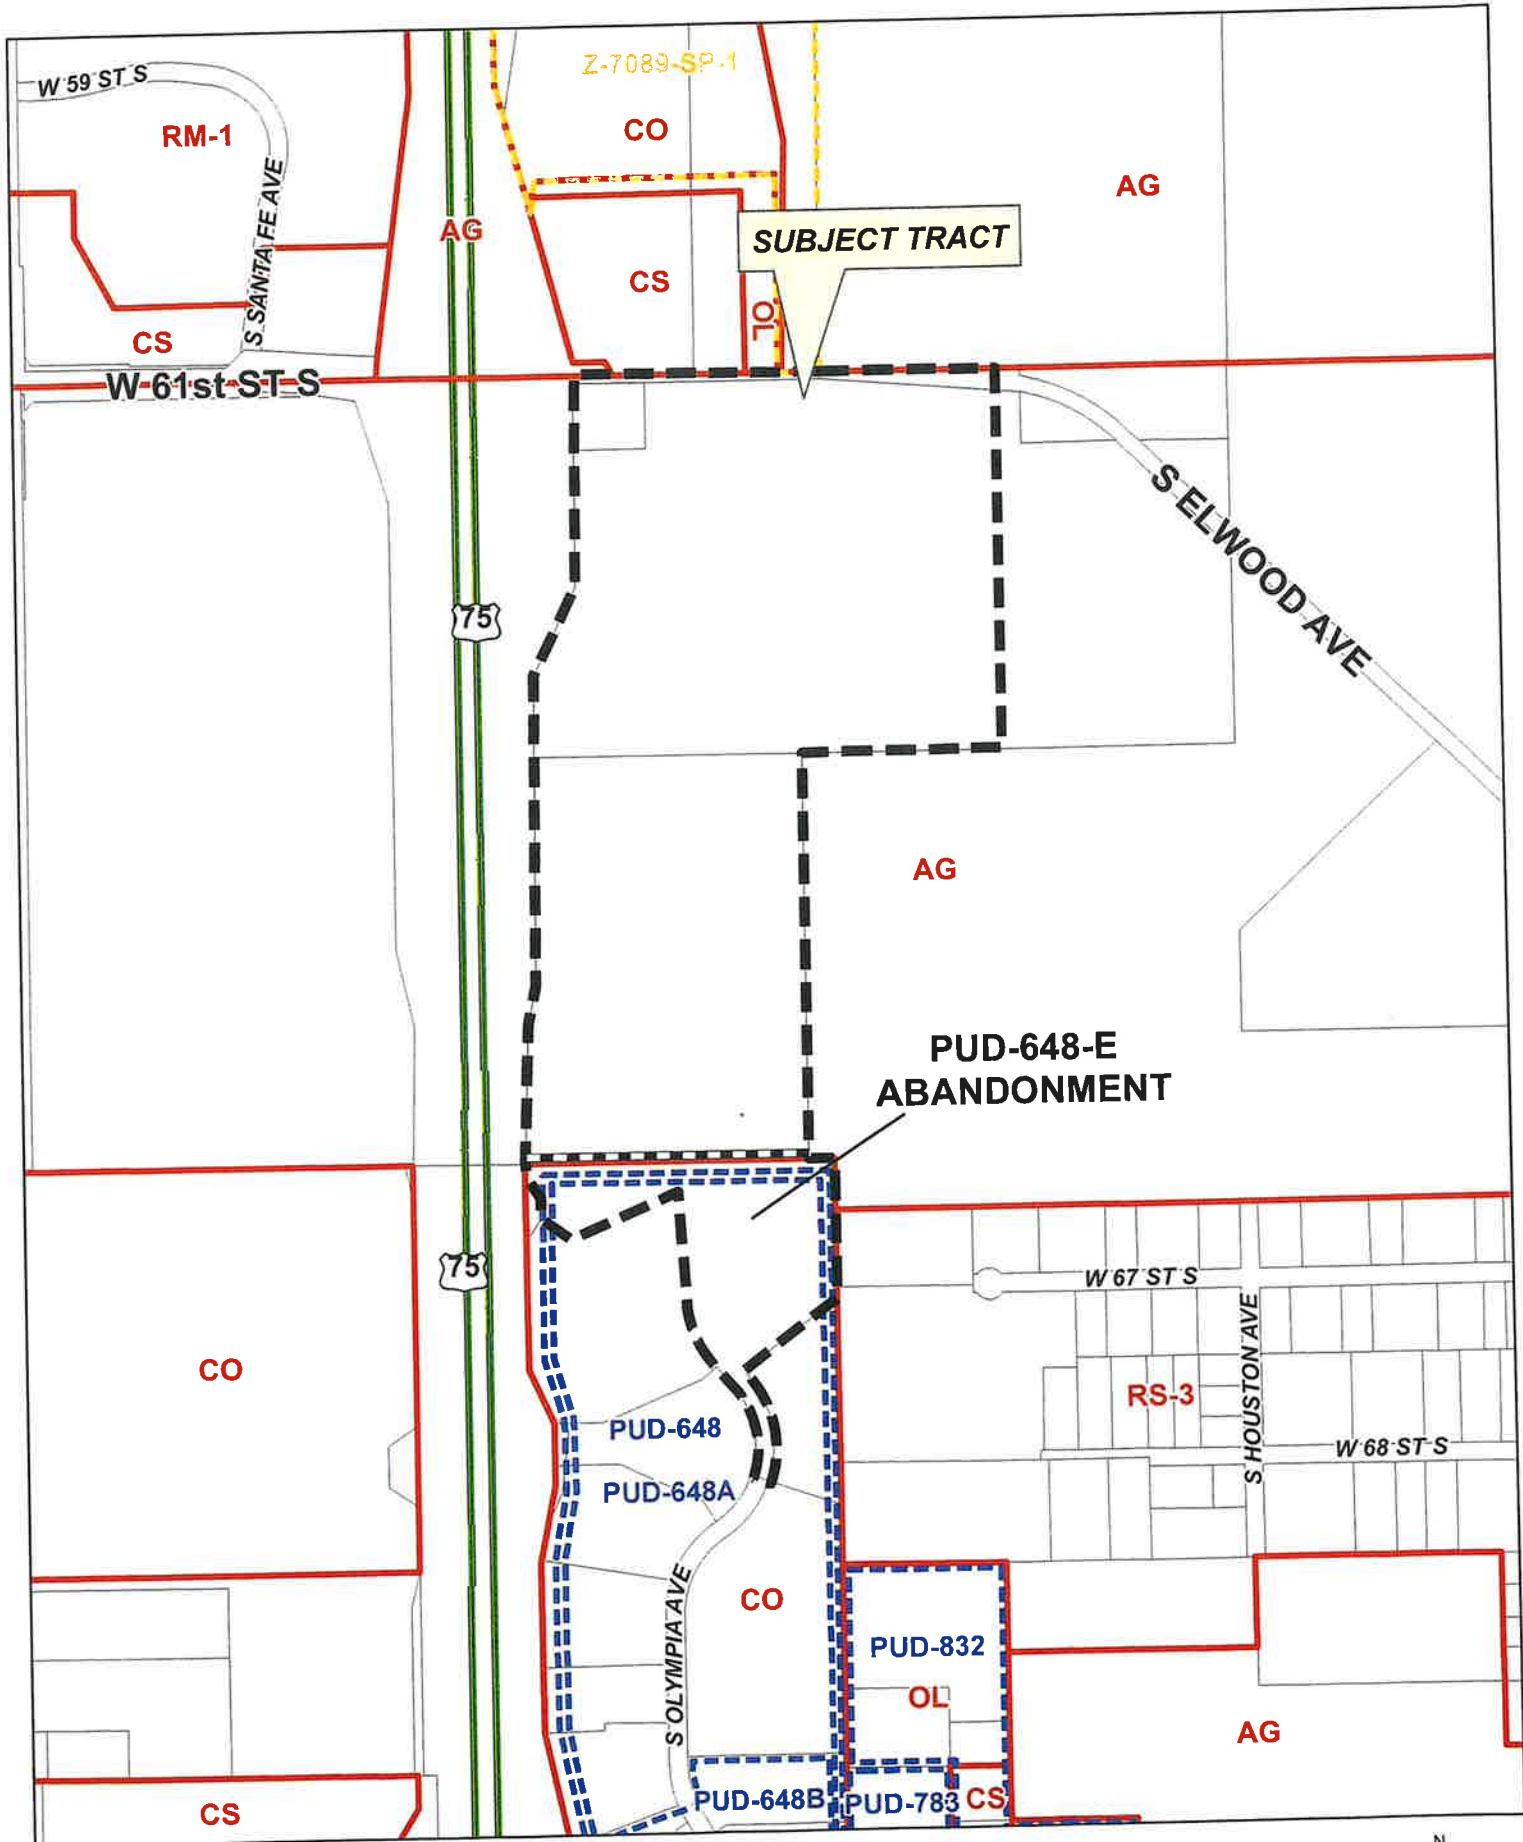 Z-7089-SP-1
W 59 ST S
RM-1
CO
AG
S SANTA FE AVE
AG
SUBJECT TRACT
CS
OL
CS
W 61st ST S
S ELWOOD AVE
75
AG
PUD-648-E
ABANDONMENT
75
W 67 ST S
CO
S HOUSTON AVE
RS-3
PUD-648
W 68 ST S
PUD-648A
CO
S OLYMPIA AVE
PUD-832
OL
AG
PUD-648B
PUD-783
CS
CS
N